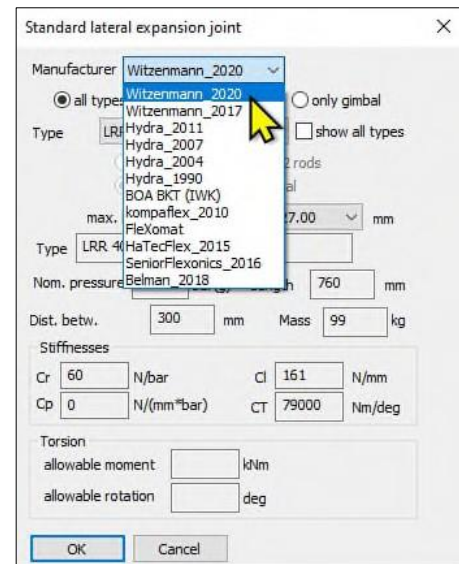 Standard lateral expansion joint
Manufacturer Witzenmann_2020
all types Witzenmann_2020 only gimbal
Witzenmann_2017
Type LRR Hydra_2011 show all types
Hydra_2007 rods
Hydra_2004
Hydra_1990
BOA BKT (IWK)
max. kompaflex_2010 27.00 mm
FleXomat
Type LRR 40 HaTecFlex_2015
SeniorFlexonics_2016
Nom. pressure Belman_2018 760 mm
Dist. betw. 300 mm Mass 99 kg
Stiffnesses
Cr 60 N/bar Cl 161 N/mm
Cp 0 N/(mm*bar) CT 79000 Nm/deg
Torsion
allowable moment kNm
allowable rotation deg
OK Cancel